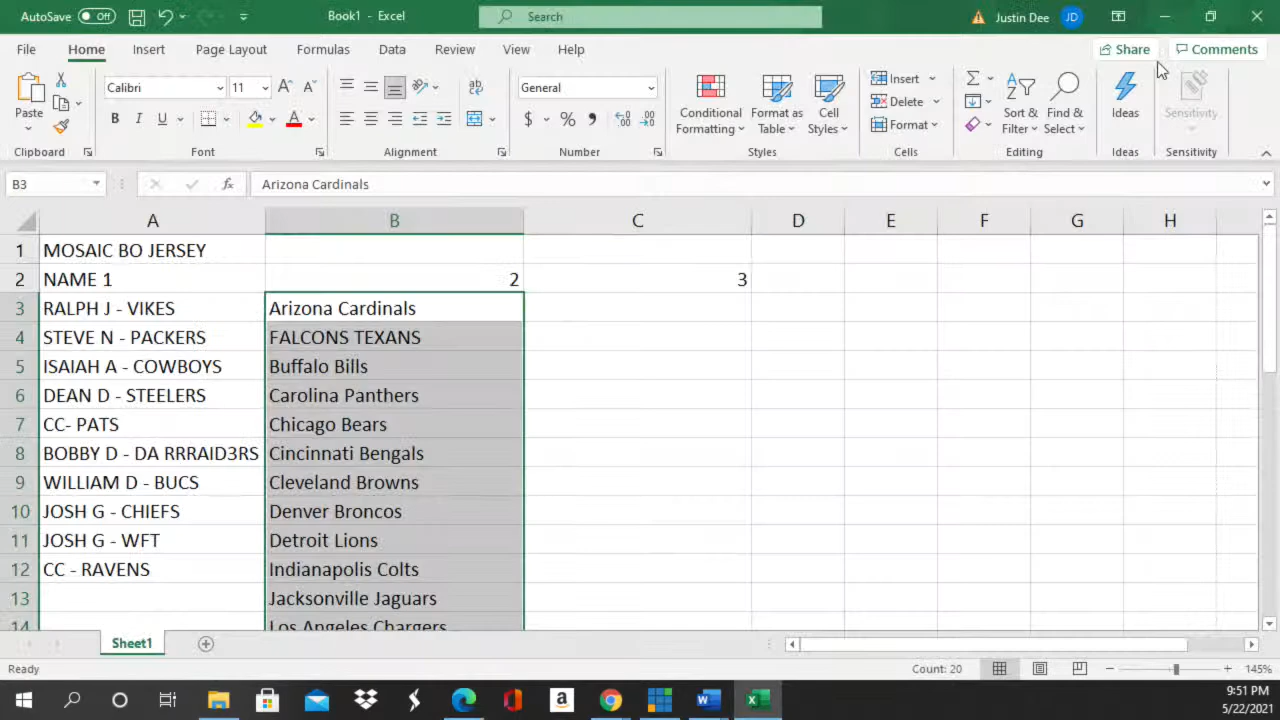 AutoSave Off Book1 - Excel Search Justin Dee JD
File Home Insert Page Layout Formulas Data Review View Help Share Comments
Paste Calibri 11 General Conditional Formatting Format as Table Cell Styles Insert Delete Format Sort & Filter Find & Select Ideas Sensitivity
Clipboard Font Alignment Number Styles Cells Editing Ideas Sensitivity
B3 fx Arizona Cardinals
A B C D E F G H
1 MOSAIC BO JERSEY
2 NAME 1 2 3
3 RALPH J - VIKES Arizona Cardinals
4 STEVE N - PACKERS FALCONS TEXANS
5 ISAIAH A - COWBOYS Buffalo Bills
6 DEAN D - STEELERS Carolina Panthers
7 CC- PATS Chicago Bears
8 BOBBY D - DA RRRAID3RS Cincinnati Bengals
9 WILLIAM D - BUCS Cleveland Browns
10 JOSH G - CHIEFS Denver Broncos
11 JOSH G - WFT Detroit Lions
12 CC - RAVENS Indianapolis Colts
13 Jacksonville Jaguars
14 Los Angeles Chargers
Sheet1
Ready Count: 20 145%
9:51 PM
5/22/2021